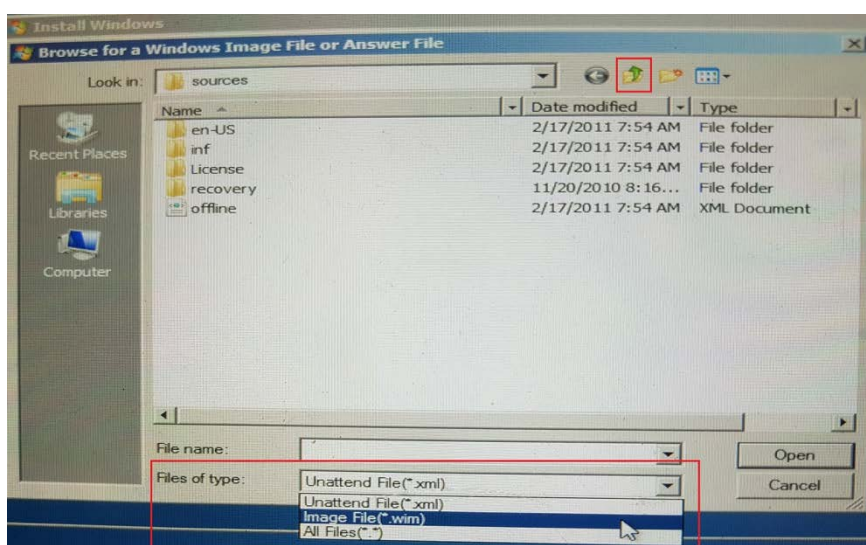 Install Windows
Browse for a Windows Image File or Answer File
Look in: sources
Name Date modified Type
en-US 2/17/2011 7:54 AM File folder
inf 2/17/2011 7:54 AM File folder
License 2/17/2011 7:54 AM File folder
recovery 11/20/2010 8:16... File folder
offline 2/17/2011 7:54 AM XML Document
Recent Places
Libraries
Computer
File name: Open
Files of type: Unattend File(*.xml) Cancel
Unattend File(*.xml)
Image File(*.wim)
All Files(*.*)